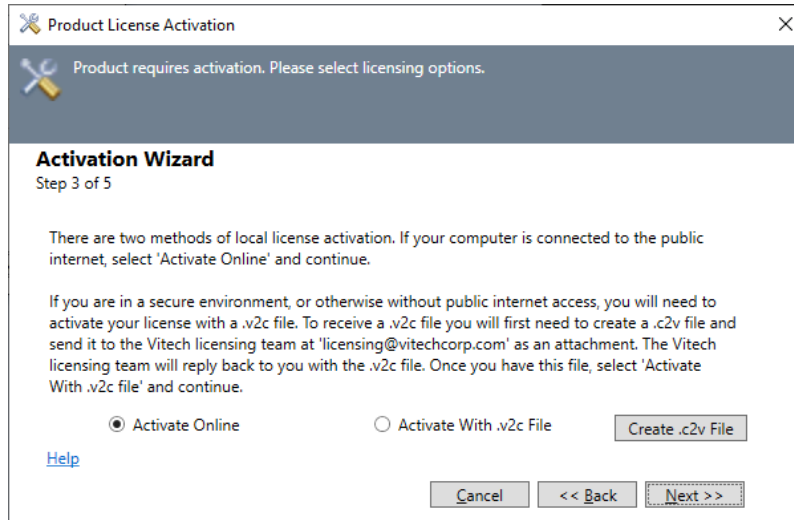 Product License Activation
Product requires activation. Please select licensing options.
Activation Wizard
Step 3 of 5
There are two methods of local license activation. If your computer is connected to the public
internet, select 'Activate Online' and continue.
If you are in a secure environment, or otherwise without public internet access, you will need to
activate your license with a .v2c file. To receive a .v2c file you will first need to create a .c2v file and
send it to the Vitech licensing team at 'licensing@vitechcorp.com' as an attachment. The Vitech
licensing team will reply back to you with the .v2c file. Once you have this file, select 'Activate
With .v2c file' and continue.
Activate Online
Activate With .v2c File
Create .c2v File
Help
Cancel
<< Back
Next >>